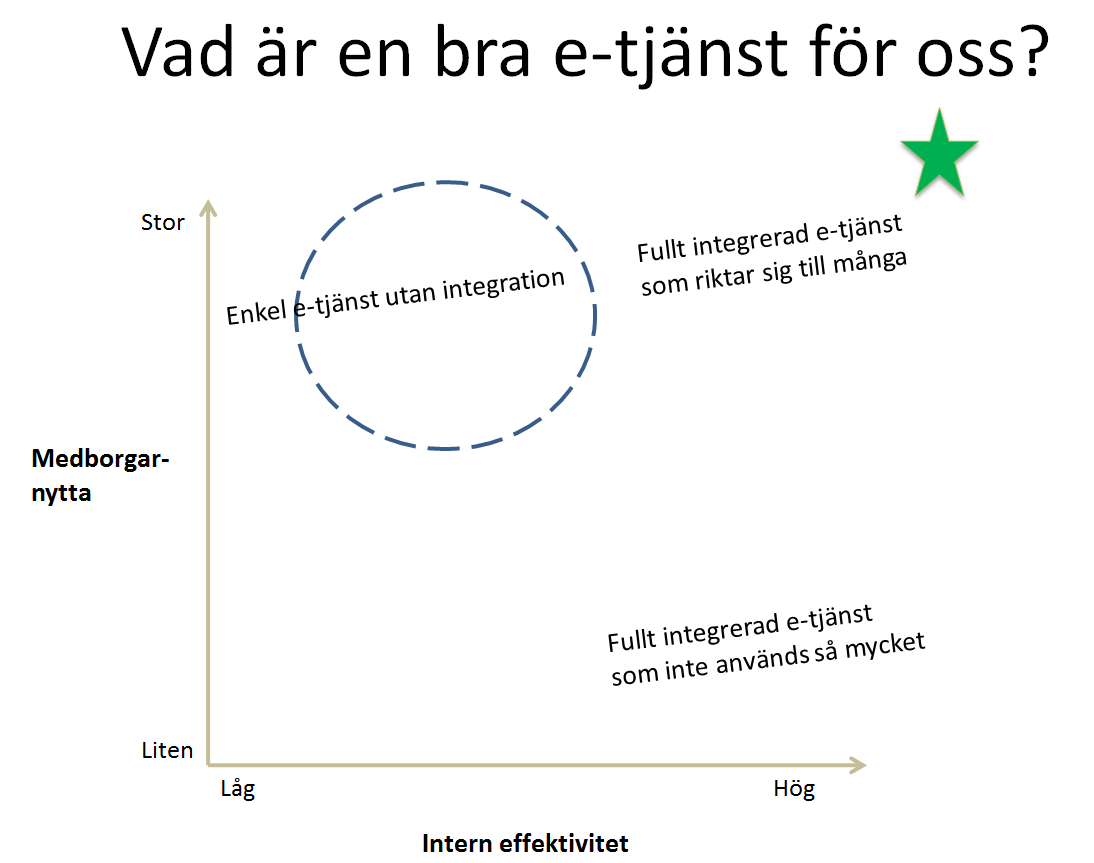 Vad är en bra e-tjänst för oss?
Stor
Fullt integrerad e-tjänst
som riktar sig till många
Enkel e-tjänst utan integration
Medborgar-
nytta
Fullt integrerad e-tjänst
som inte används så mycket
Liten
Låg
Hög
Intern effektivitet